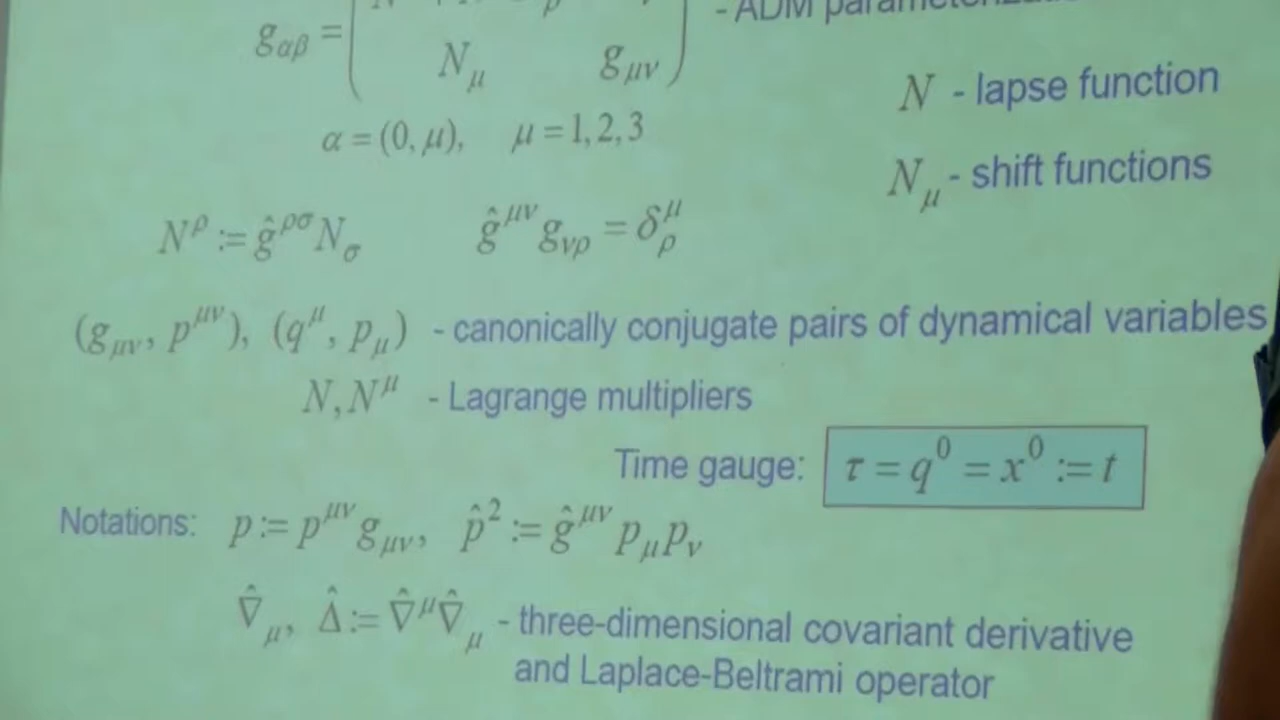 g_{αβ} = ( N_μ g_{μν} ) - ADM
N - lapse function
α = (0, μ), μ = 1, 2, 3
N_μ - shift functions
N^ρ := ĝ^{ρσ} N_σ ĝ^{μν} g_{νρ} = δ^μ_ρ
(g_{μν}, p^{μν}), (q^μ, p_μ) - canonically conjugate pairs of dynamical variables
N, N^μ - Lagrange multipliers
Time gauge: τ = q^0 = x^0 := t
Notations: p := p^{μν} g_{μν}, p̂^2 := ĝ^{μν} p_μ p_ν
∇̂_μ, Δ̂ := ∇̂^μ ∇̂_μ - three-dimensional covariant derivative
and Laplace-Beltrami operator